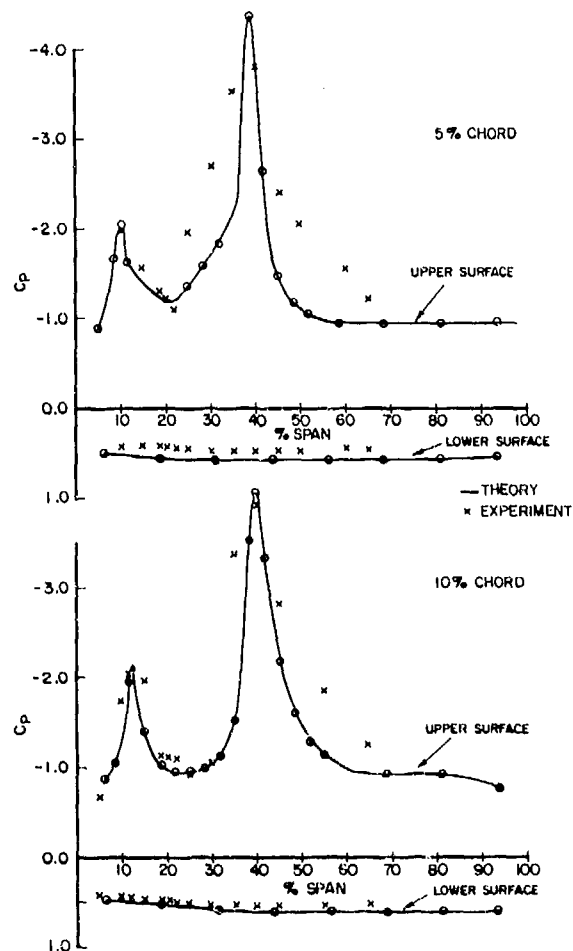 -4.0
-3.0
-2.0
-1.0
0.0
1.0
Cp
5% CHORD
UPPER SURFACE
10 20 30 40 50 60 70 80 90 100
% SPAN
LOWER SURFACE
— THEORY
× EXPERIMENT
10% CHORD
-3.0
-2.0
-1.0
0.0
1.0
Cp
UPPER SURFACE
10 20 30 40 50 60 70 80 90 100
% SPAN
LOWER SURFACE